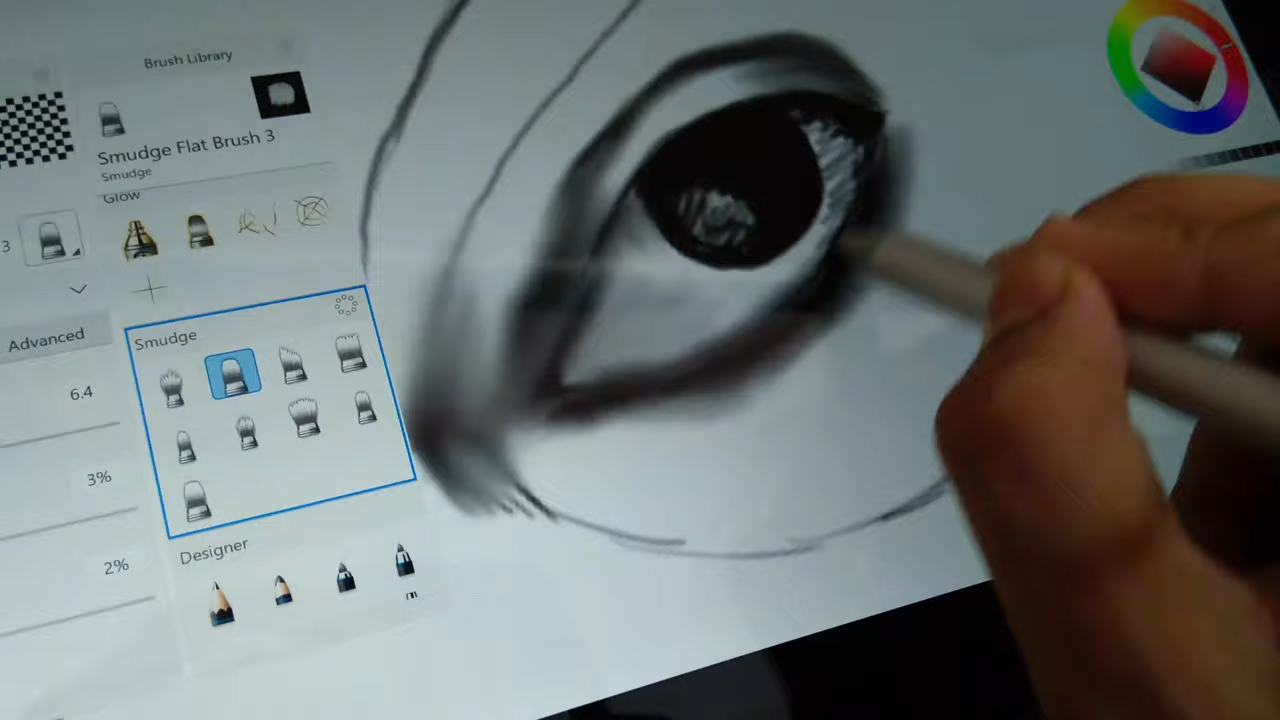 Brush Library
Smudge Flat Brush 3
Smudge
Glow
3
Advanced
Smudge
6.4
3%
Designer
2%